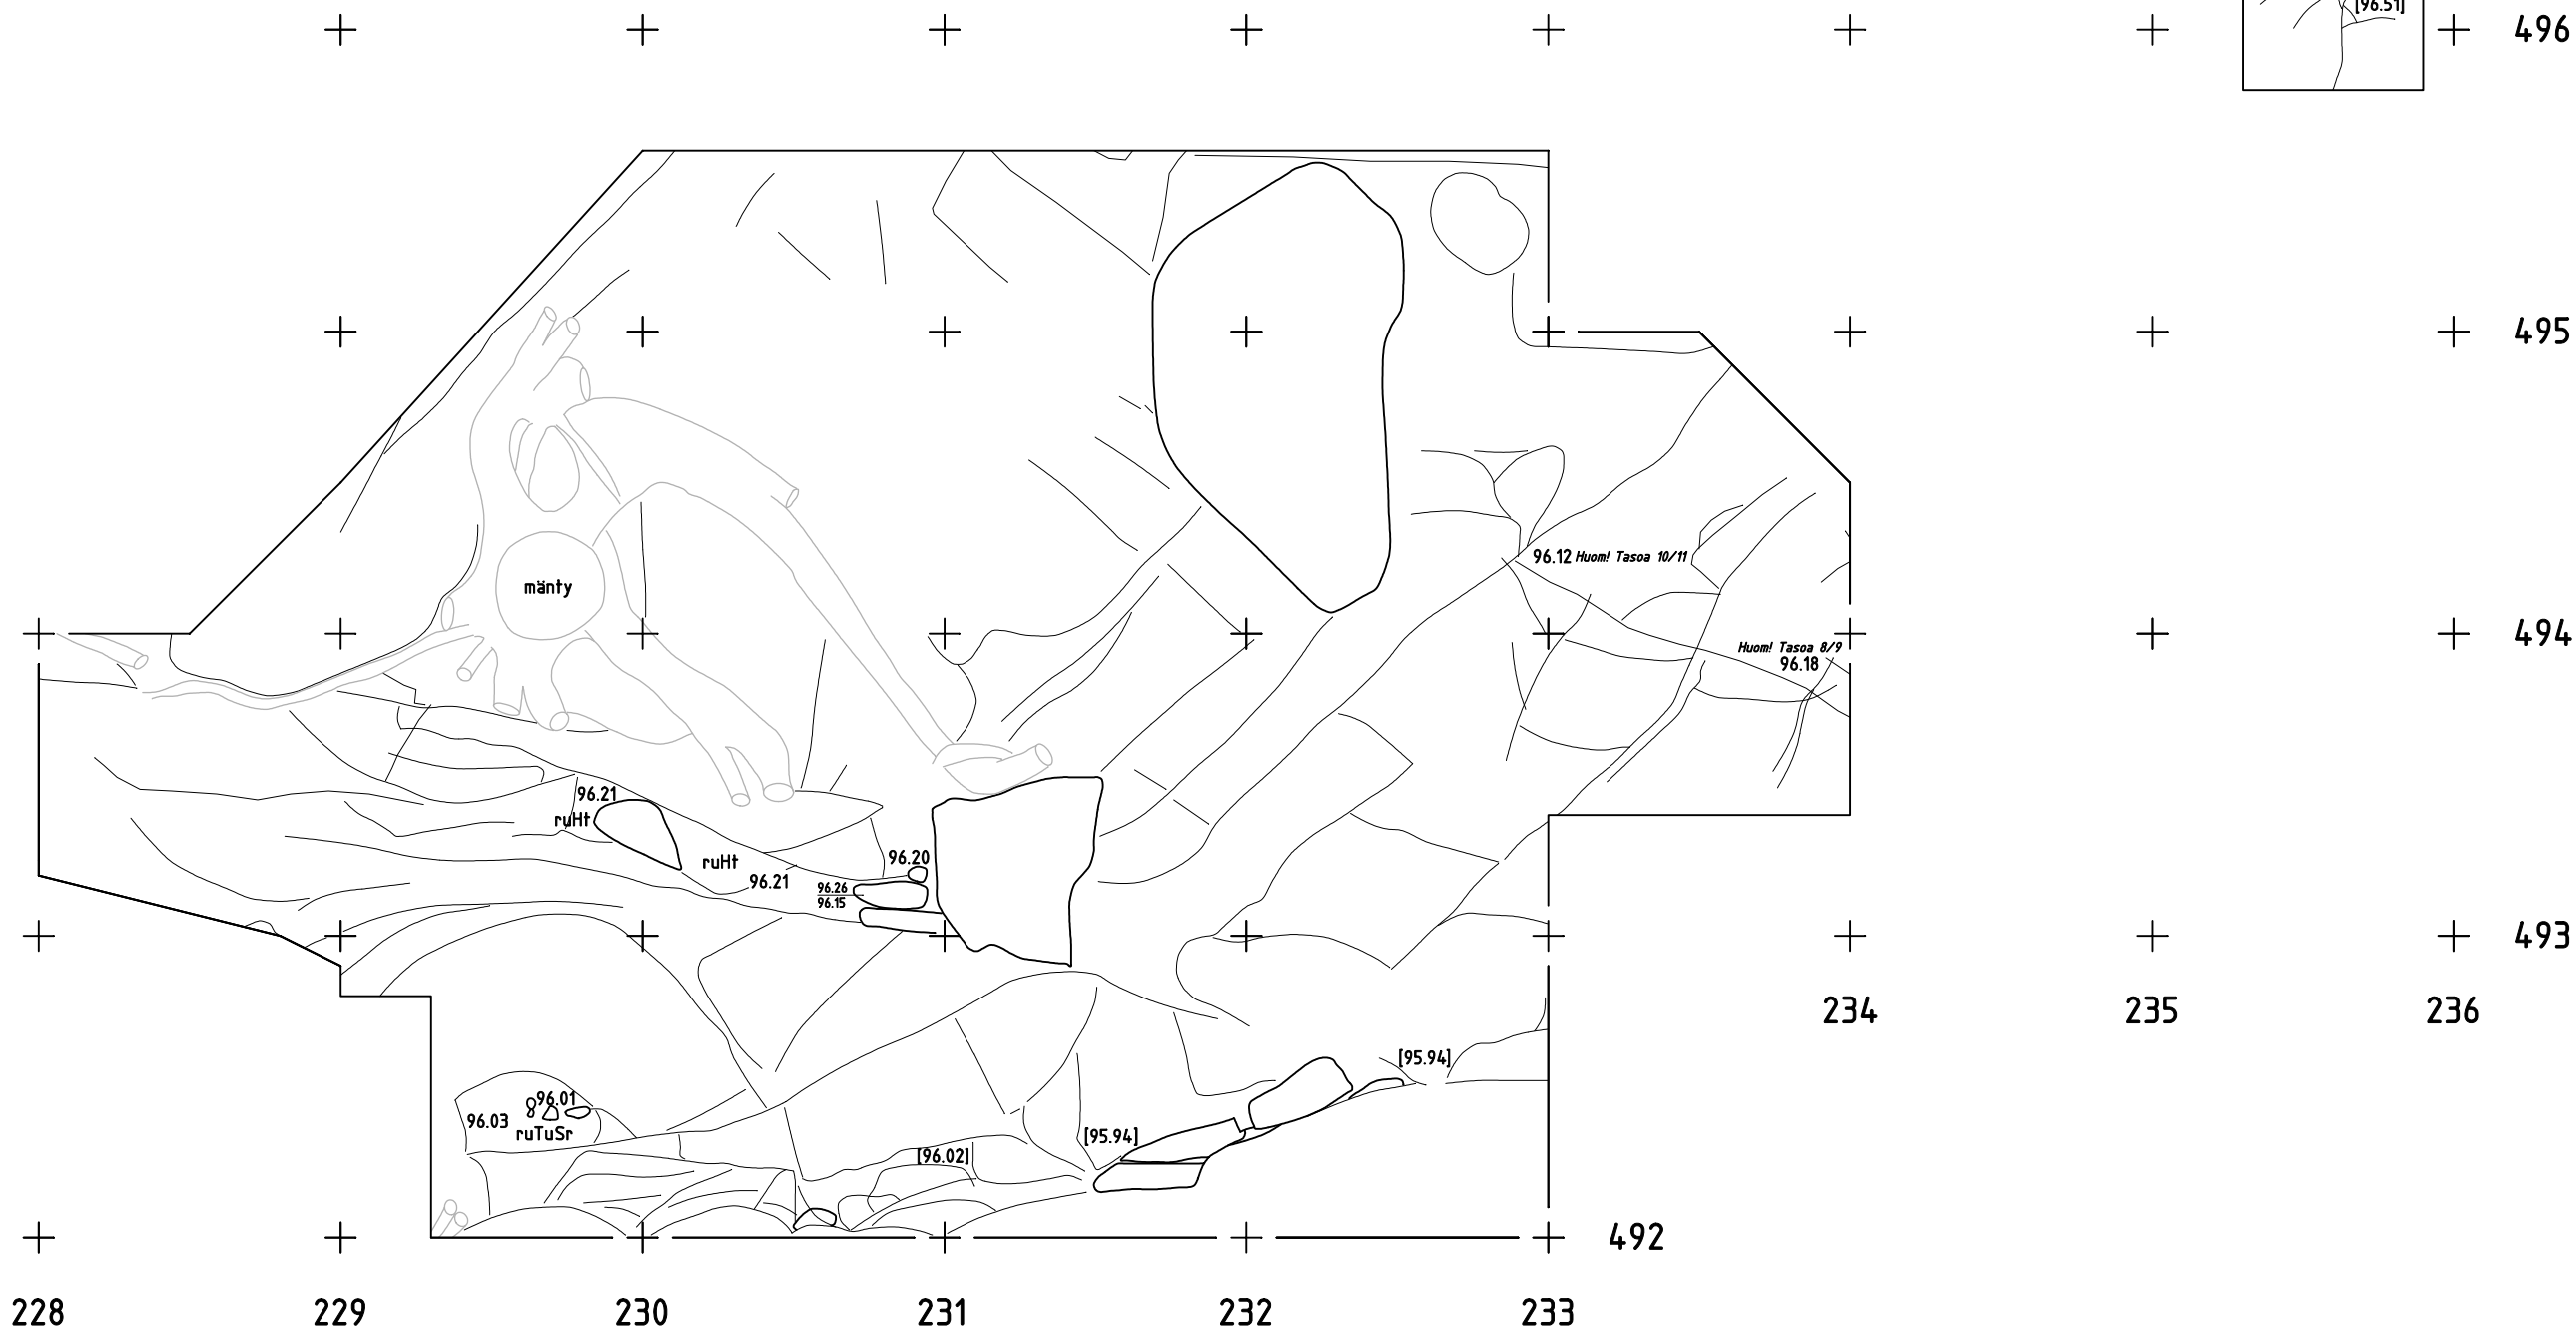 [96.51]
496
495
96.12 Huom! Tasoa 10/11
mänty
494
Huom! Tasoa 8/9
96.18
96.21
ruHt
ruHt
96.21
96.20
96.26
96.15
493
234 235 236
[95.94]
96.01
96.03
ruTuSr
[95.94]
[96.02]
492
228 229 230 231 232 233